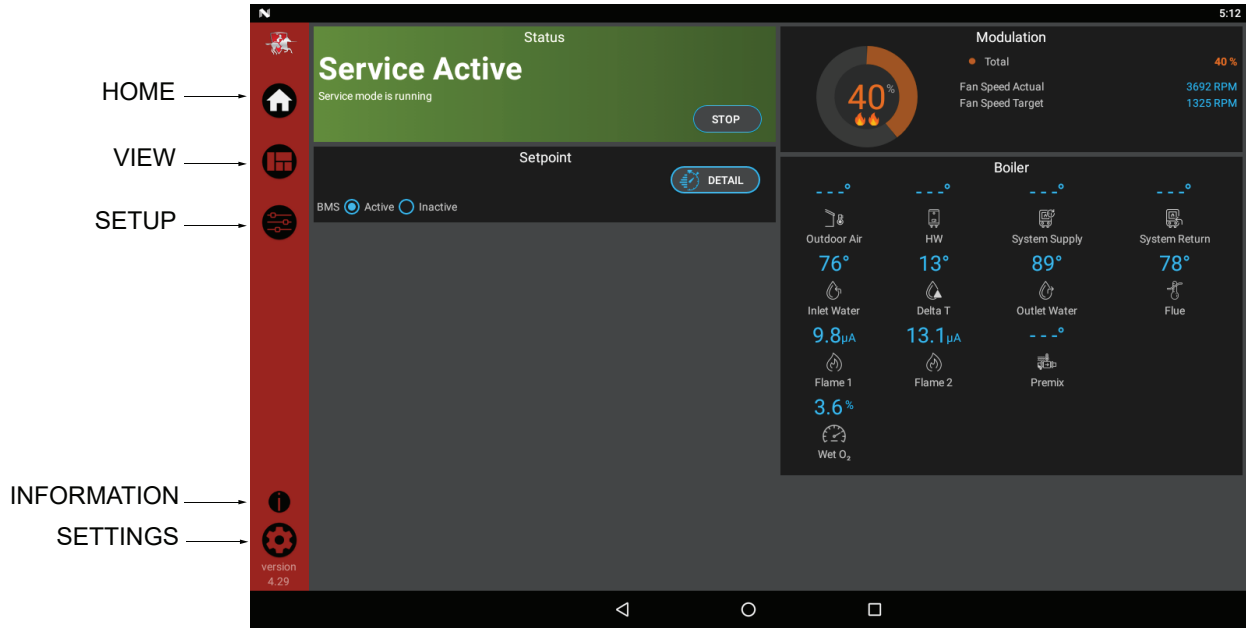 5:12
HOME
VIEW
SETUP
INFORMATION
SETTINGS
version
4.29
Status
Service Active
Service mode is running
STOP
Setpoint
DETAIL
BMS Active Inactive
Modulation
40%
Total 40 %
Fan Speed Actual 3692 RPM
Fan Speed Target 1325 RPM
Boiler
- - -° - - -° - - -° - - -°
Outdoor Air HW System Supply System Return
76° 13° 89° 78°
Inlet Water Delta T Outlet Water Flue
9.8µA 13.1µA - - -°
Flame 1 Flame 2 Premix
3.6 %
Wet O₂